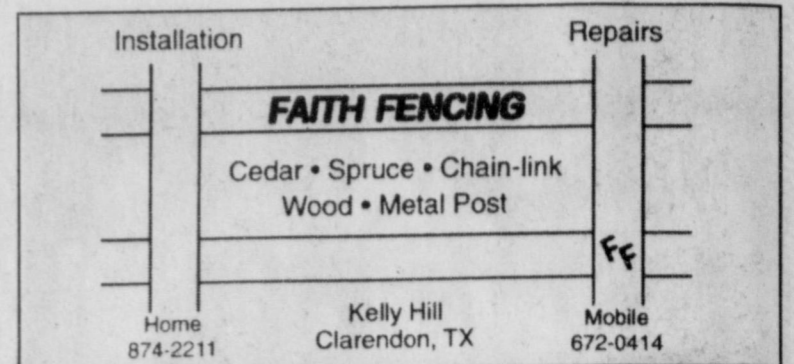 Installation
Repairs
FAITH FENCING
Cedar • Spruce • Chain-link
Wood • Metal Post
FF
Kelly Hill
Clarendon, TX
Home
874-2211
Mobile
672-0414